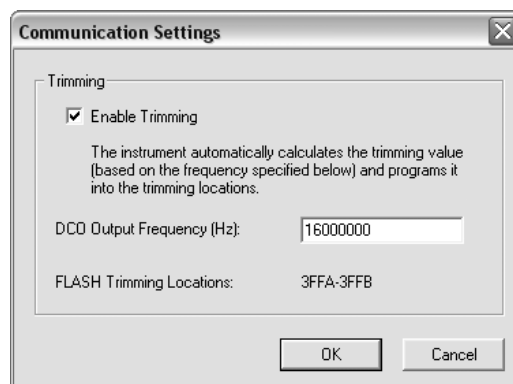 Communication Settings
Trimming
Enable Trimming
The instrument automatically calculates the trimming value
(based on the frequency specified below) and programs it
into the trimming locations.
DCO Output Frequency (Hz): 16000000
FLASH Trimming Locations: 3FFA-3FFB
OK Cancel